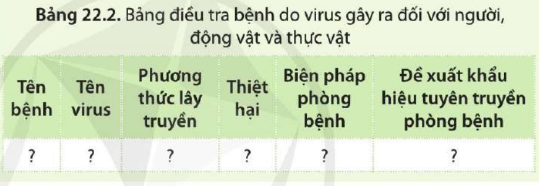 Bảng 22.2. Bảng điều tra bệnh do virus gây ra đối với người,
động vật và thực vật
Tên bệnh
Tên virus
Phương thức lây truyền
Thiệt hại
Biện pháp phòng bệnh
Đề xuất khẩu hiệu tuyên truyền phòng bệnh
? ? ? ? ? ?